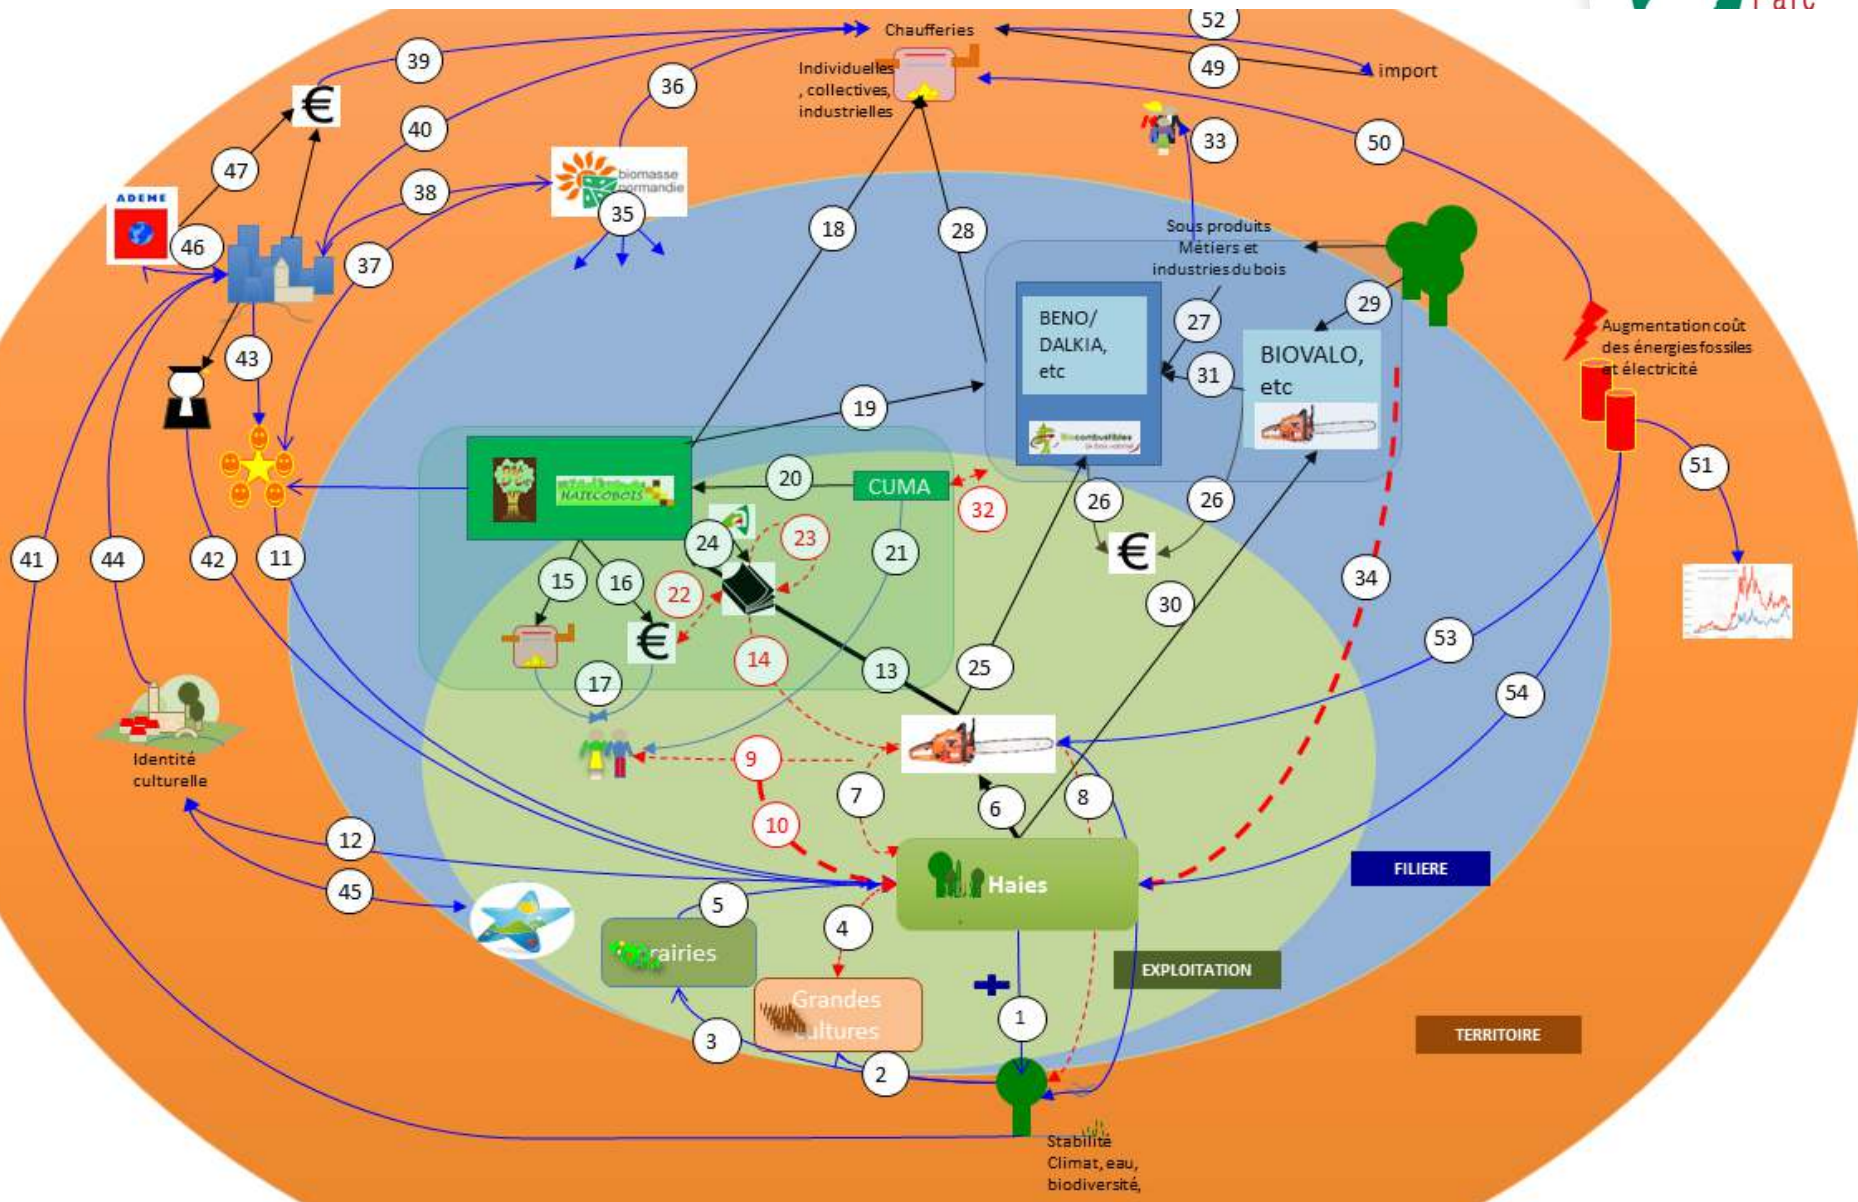 Parc
52
Chaufferies
39
49
import
Individuelles
, collectives,
industrielles
36
€
40
33
50
47
38
biomasse
normandie
ADEME
35
18
28
Sous produits
Métiers et
industries du bois
46
37
29
BENO/
DALKIA,
etc
27
BIOVALO,
etc
31
Augmentation coût
des énergies fossiles
et électricité
43
19
Biocombustibles
51
20
CUMA
HAIECOBOIS
26
26
32
24
23
21
€
41
44
42
11
15
16
22
34
30
€
14
13
25
53
17
54
9
Identité
culturelle
7
6
8
10
12
FILIERE
45
Haies
5
4
rairies
EXPLOITATION
Grandes
ultures
1
3
TERRITOIRE
2
Stabilité
Climat, eau,
biodiversité,